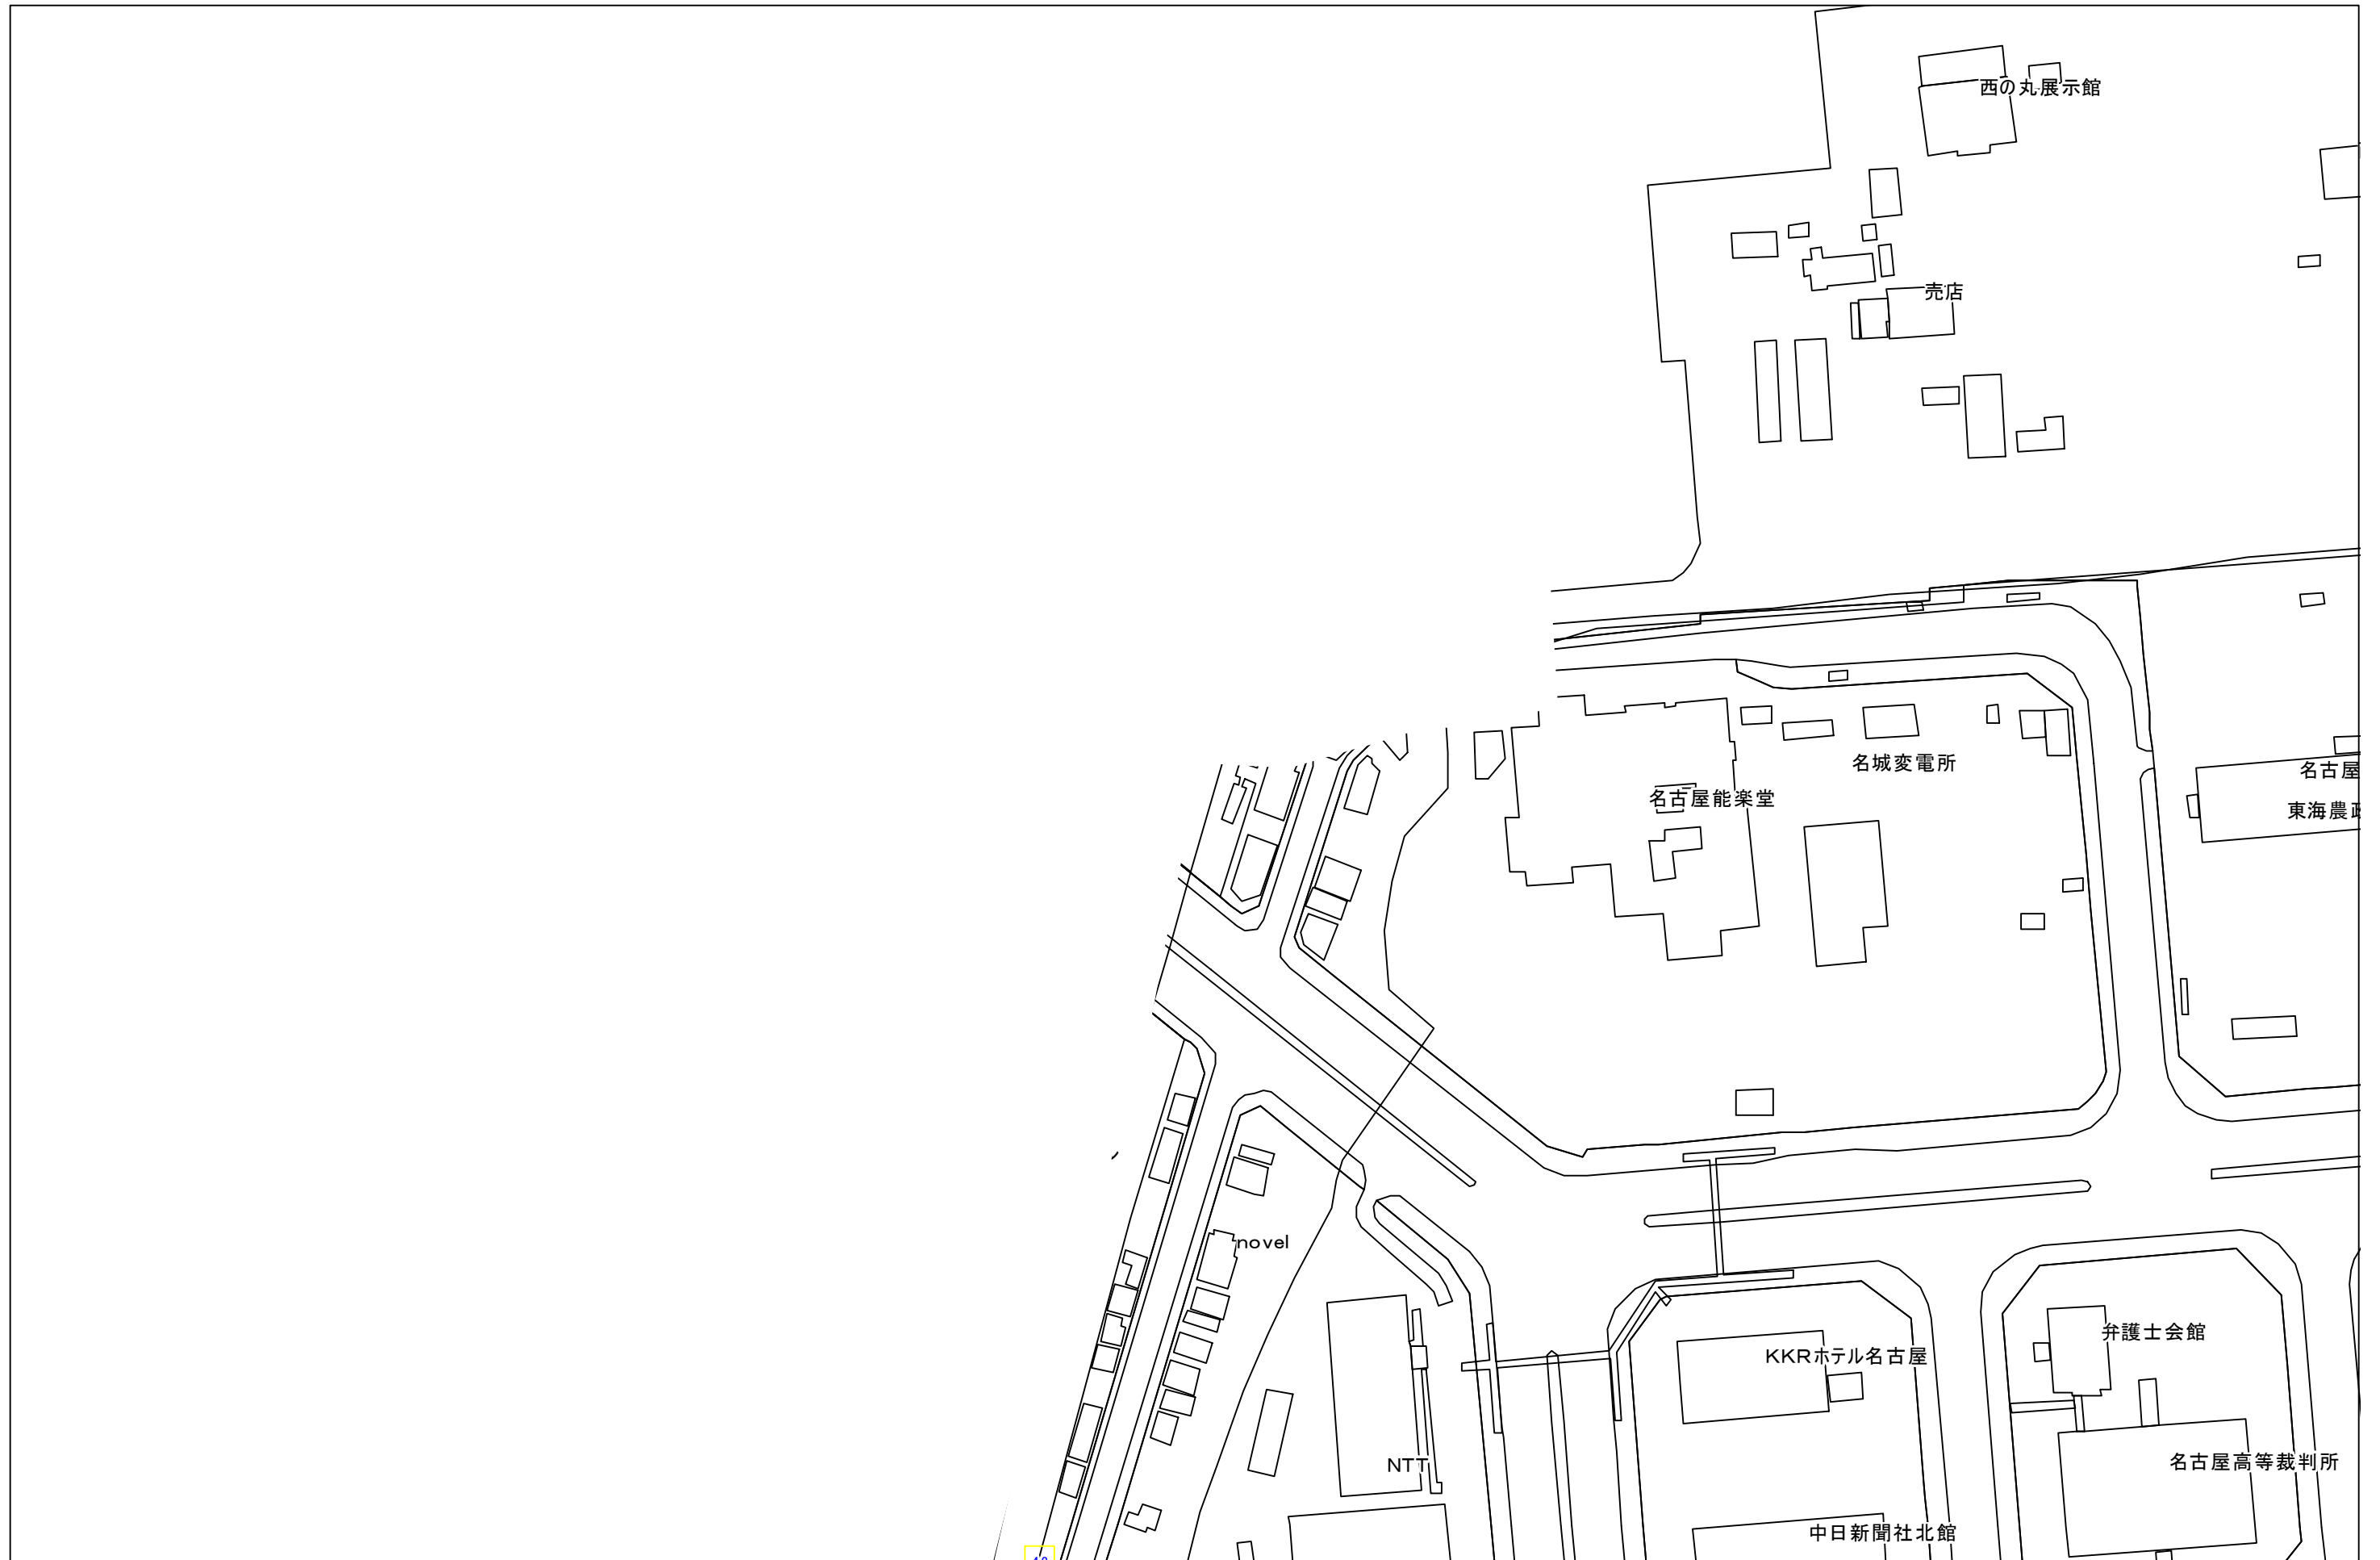 西の丸展示館
売店
名城変電所
名古屋
名古屋能楽堂
東海農政
novel
弁護士会館
KKRホテル名古屋
名古屋高等裁判所
NTT
中日新聞社北館